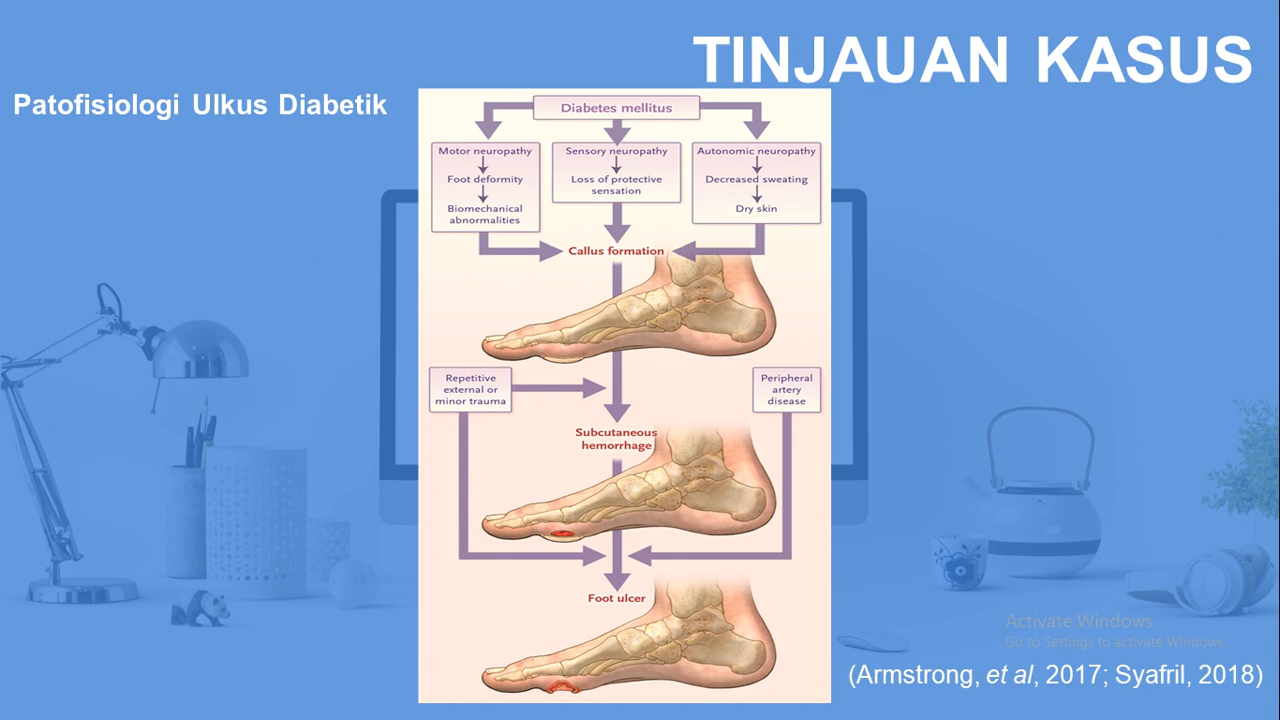 TINJAUAN KASUS
Patofisiologi Ulkus Diabetik
Diabetes mellitus
Motor neuropathy
Foot deformity
Biomechanical
abnormalities
Sensory neuropathy
Loss of protective
sensation
Autonomic neuropathy
Decreased sweating
Dry skin
Callus formation
Repetitive
external or
minor trauma
Peripheral
artery
disease
Subcutaneous
hemorrhage
Foot ulcer
Activate Windows
Go to Settings to activate Windows.
(Armstrong, et al, 2017; Syafril, 2018)